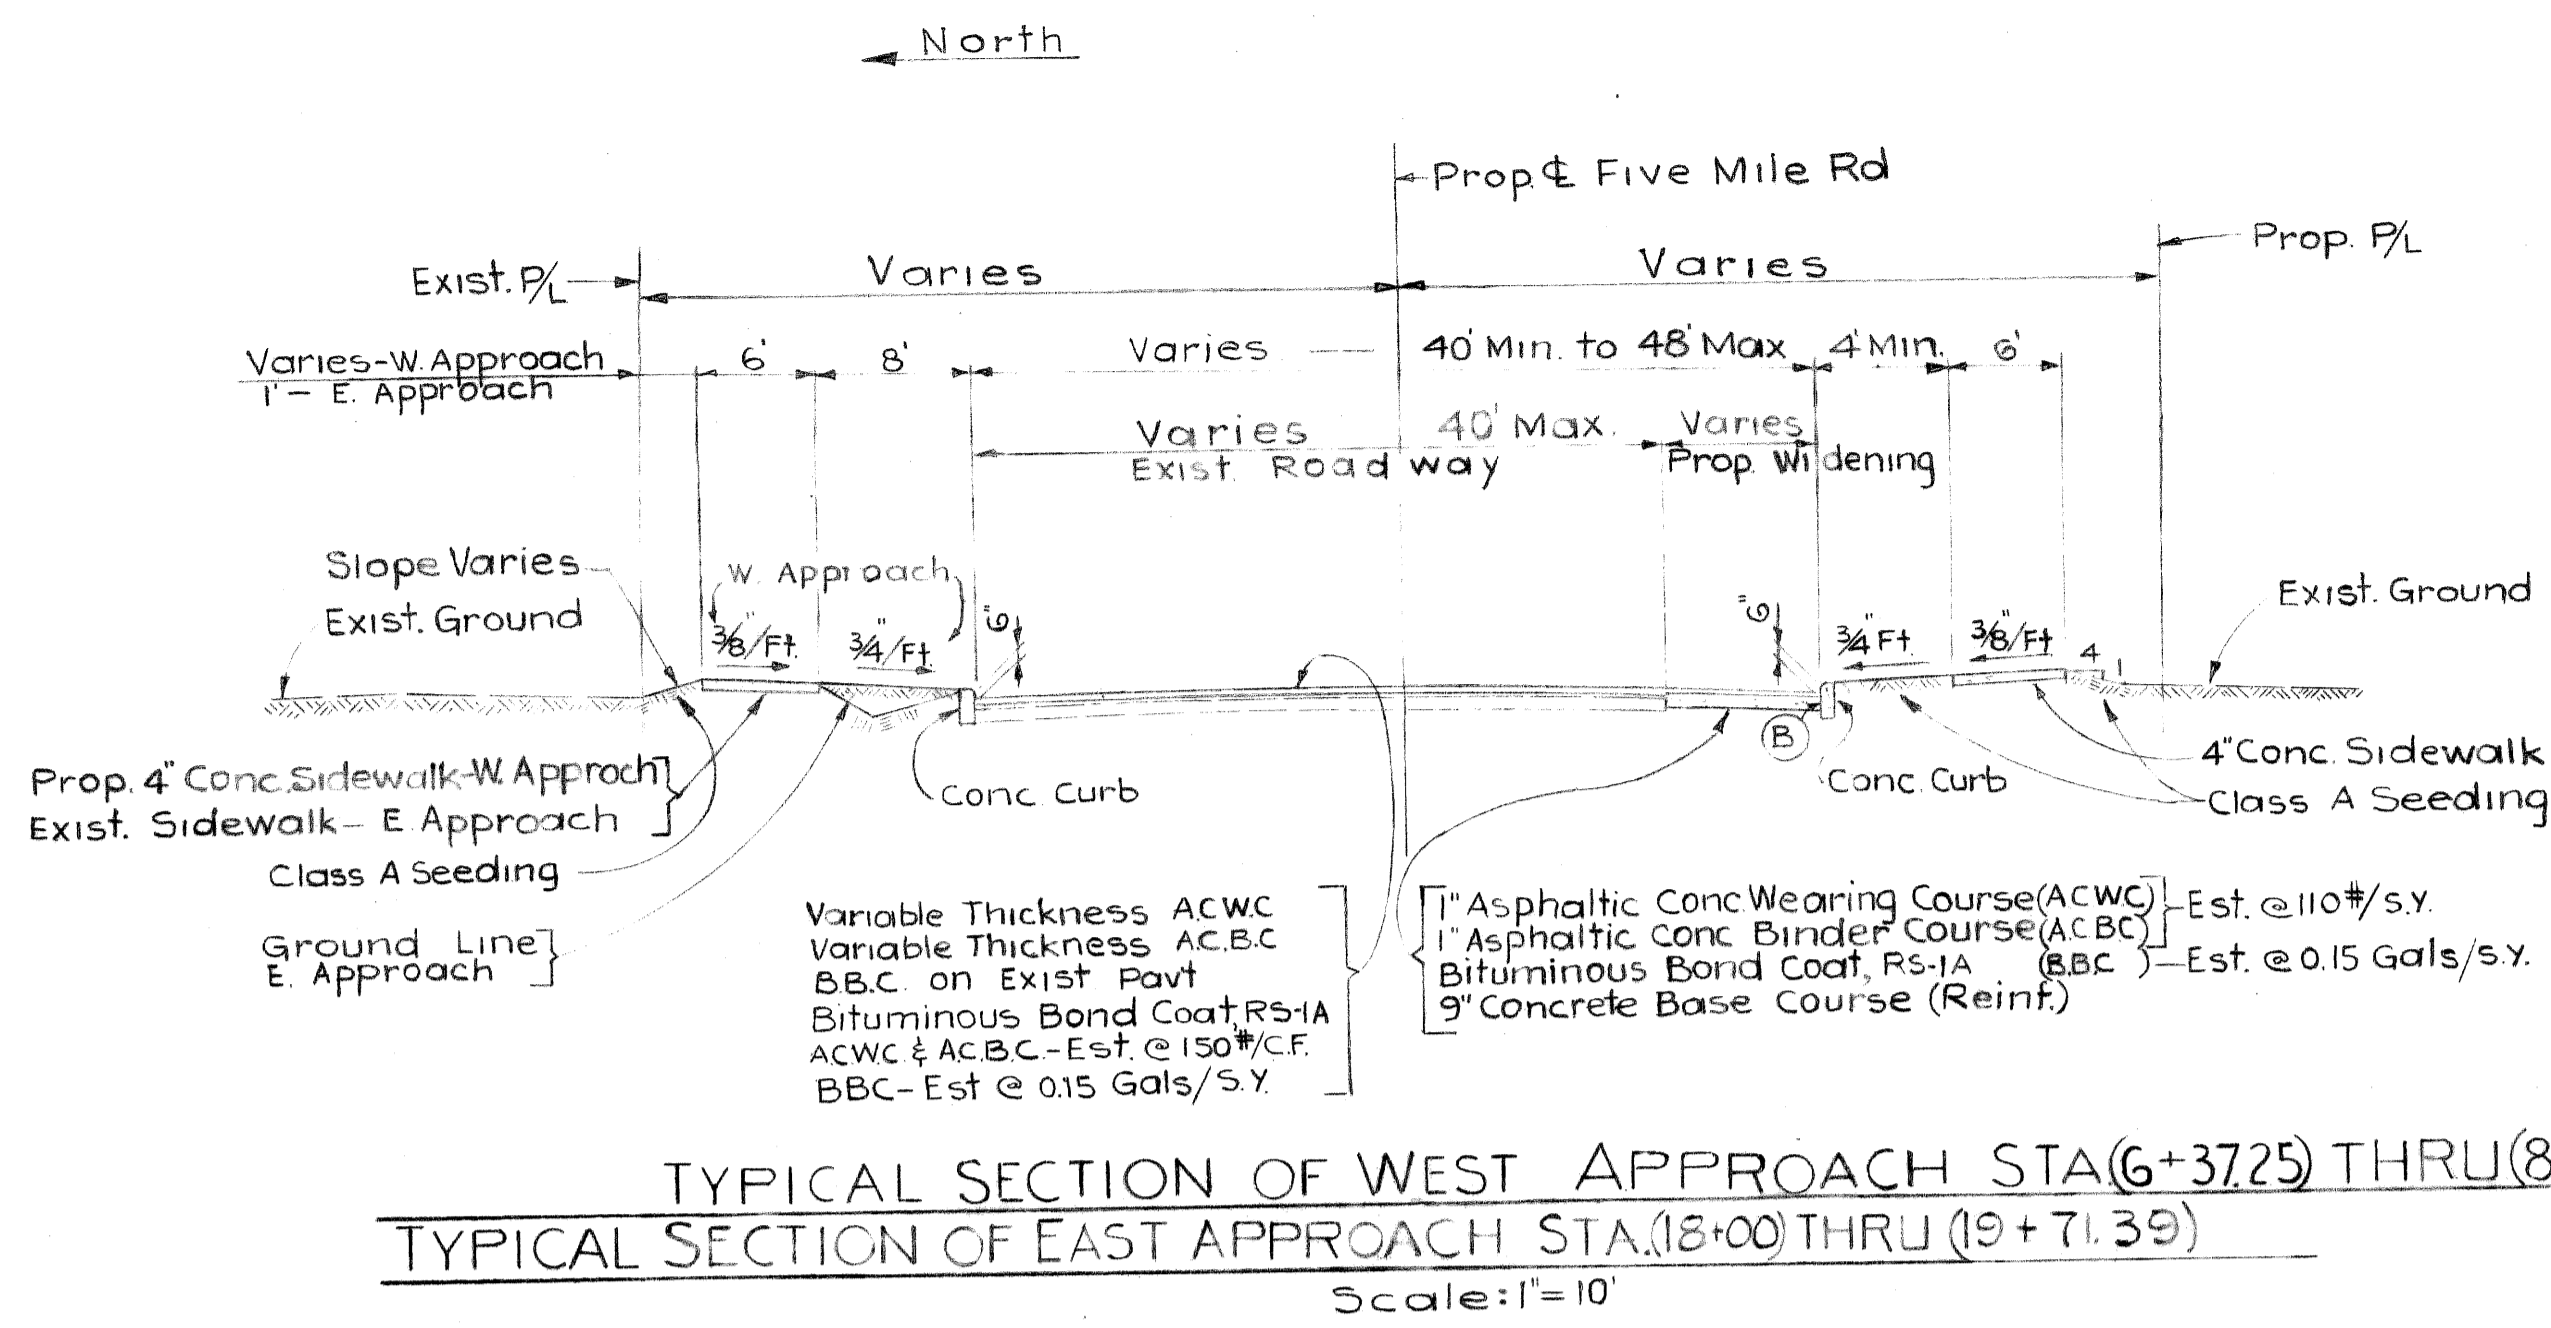 North
Prop. ℄ Five Mile Rd
Prop. P/L
Exist. P/L
Varies
Varies
Varies-W. Approach
1'- E. Approach
6'
8'
Varies — 40' Min. to 48' Max
4' Min.
6'
Varies 40' Max.
Exist. Roadway
Varies
Prop. Widening
Slope Varies
Exist. Ground
W. Approach
3/8"/Ft.
3/4"/Ft.
6"
6"
3/4" Ft
3/8"/Ft
4
1
Exist. Ground
B
Prop. 4" Conc. Sidewalk-W. Approch
Exist. Sidewalk- E. Approach
Class A Seeding
Ground Line
E. Approach
Conc. Curb
Conc. Curb
4" Conc. Sidewalk
Class A Seeding
Variable Thickness A.C.W.C
Variable Thickness A.C.B.C
B.B.C. on Exist Pavt
Bituminous Bond Coat, RS-1A
A.C.W.C. & A.C.B.C.-Est. @ 150#/C.F.
BBC- Est @ 0.15 Gals/S.Y.
1" Asphaltic Conc. Wearing Course (A.C.W.C) Est. @ 110#/S.Y.
1" Asphaltic Conc Binder Course (A.C.B.C)
Bituminous Bond Coat, RS-1A (B.B.C )-Est. @ 0.15 Gals/S.Y.
9" Concrete Base Course (Reinf.)
TYPICAL SECTION OF WEST APPROACH STA.(6+37.25) THRU (8
TYPICAL SECTION OF EAST APPROACH STA.(18+00) THRU (19+71.39)
Scale: 1"=10'